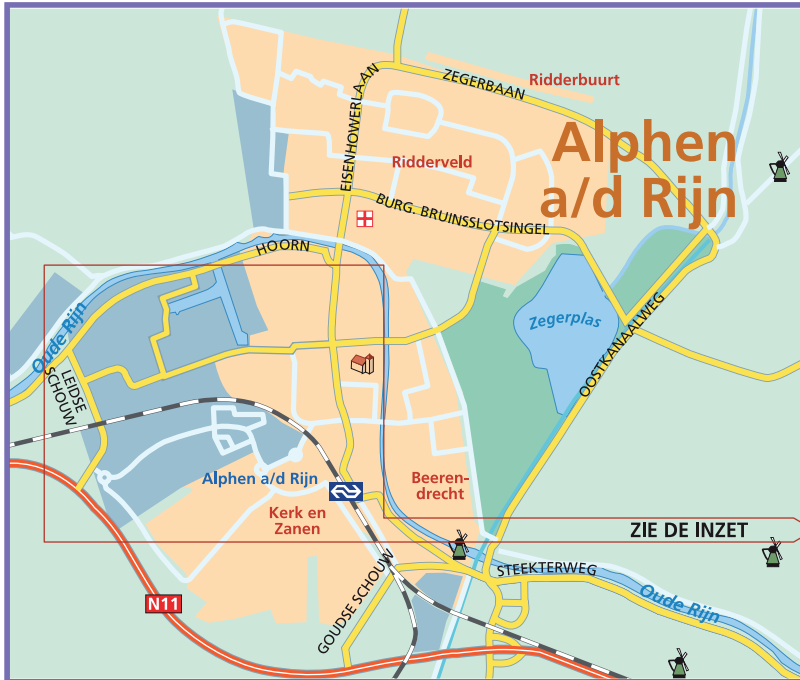 ZEGERBAAN
Ridderbuurt
EISENHOWERLAAN
Alphen
a/d Rijn
Ridderveld
BURG. BRUINSSLOTSINGEL
HOORN
Oude Rijn
Zegerplas
OOSTKANAALWEG
LEIDSE
SCHOUW
Alphen a/d Rijn
Beeren-
drecht
Kerk en
Zanen
ZIE DE INZET
STEEKTERWEG
N11
GOUDSE SCHOUW
Oude Rijn